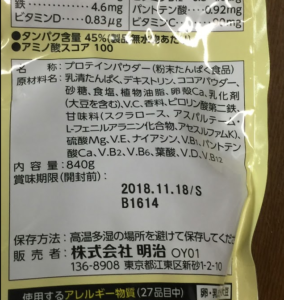 鉄 4.6mg
パントテン酸 0.92mg
ビタミンD 0.83μg
ビタミンC
●タンパク含量 45%(製品無水物あたり)
●アミノ酸スコア 100
名称:プロテインパウダー(粉末たんぱく食品)
原材料名:乳清たんぱく、デキストリン、ココアパウダー、
砂糖、食塩、植物油脂、卵殻Ca、乳化剤
(大豆を含む)、V.C、香料、ピロリン酸第二鉄、
甘味料(スクラロース、アスパルテーム・
L-フェニルアラニン化合物、アセスルファムK)、
硫酸Mg、V.E、ナイアシン、V.B₁、パントテン
酸Ca、V.B₂、V.B₆、葉酸、V.D、V.B₁₂
内容量:840g
賞味期限(開封前):
2018.11.18/S
B1614
保存方法:高温多湿の場所を避けて保存してくだ
販売者:株式会社 明治 OY01
136-8908 東京都江東区新砂1-2-10
使用するアレルギー物質(27品目中)